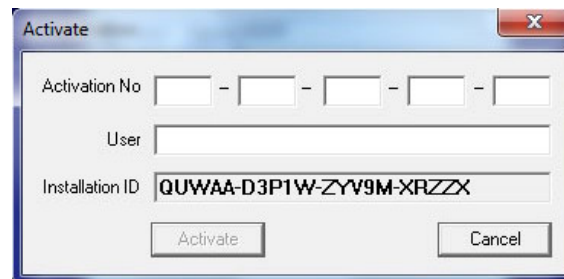 Activate
Activation No - - - -
User
Installation ID QUWAA-D3P1W-ZYV9M-XRZZX
Activate Cancel